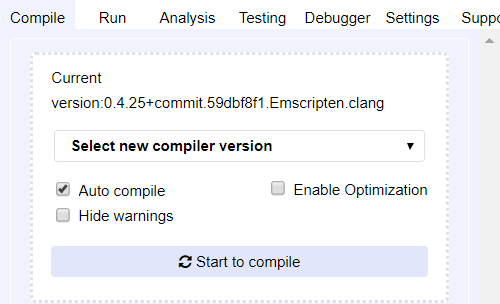 Compile Run Analysis Testing Debugger Settings Suppo
Current
version:0.4.25+commit.59dbf8f1.Emscripten.clang
Select new compiler version
Auto compile Enable Optimization
Hide warnings
Start to compile